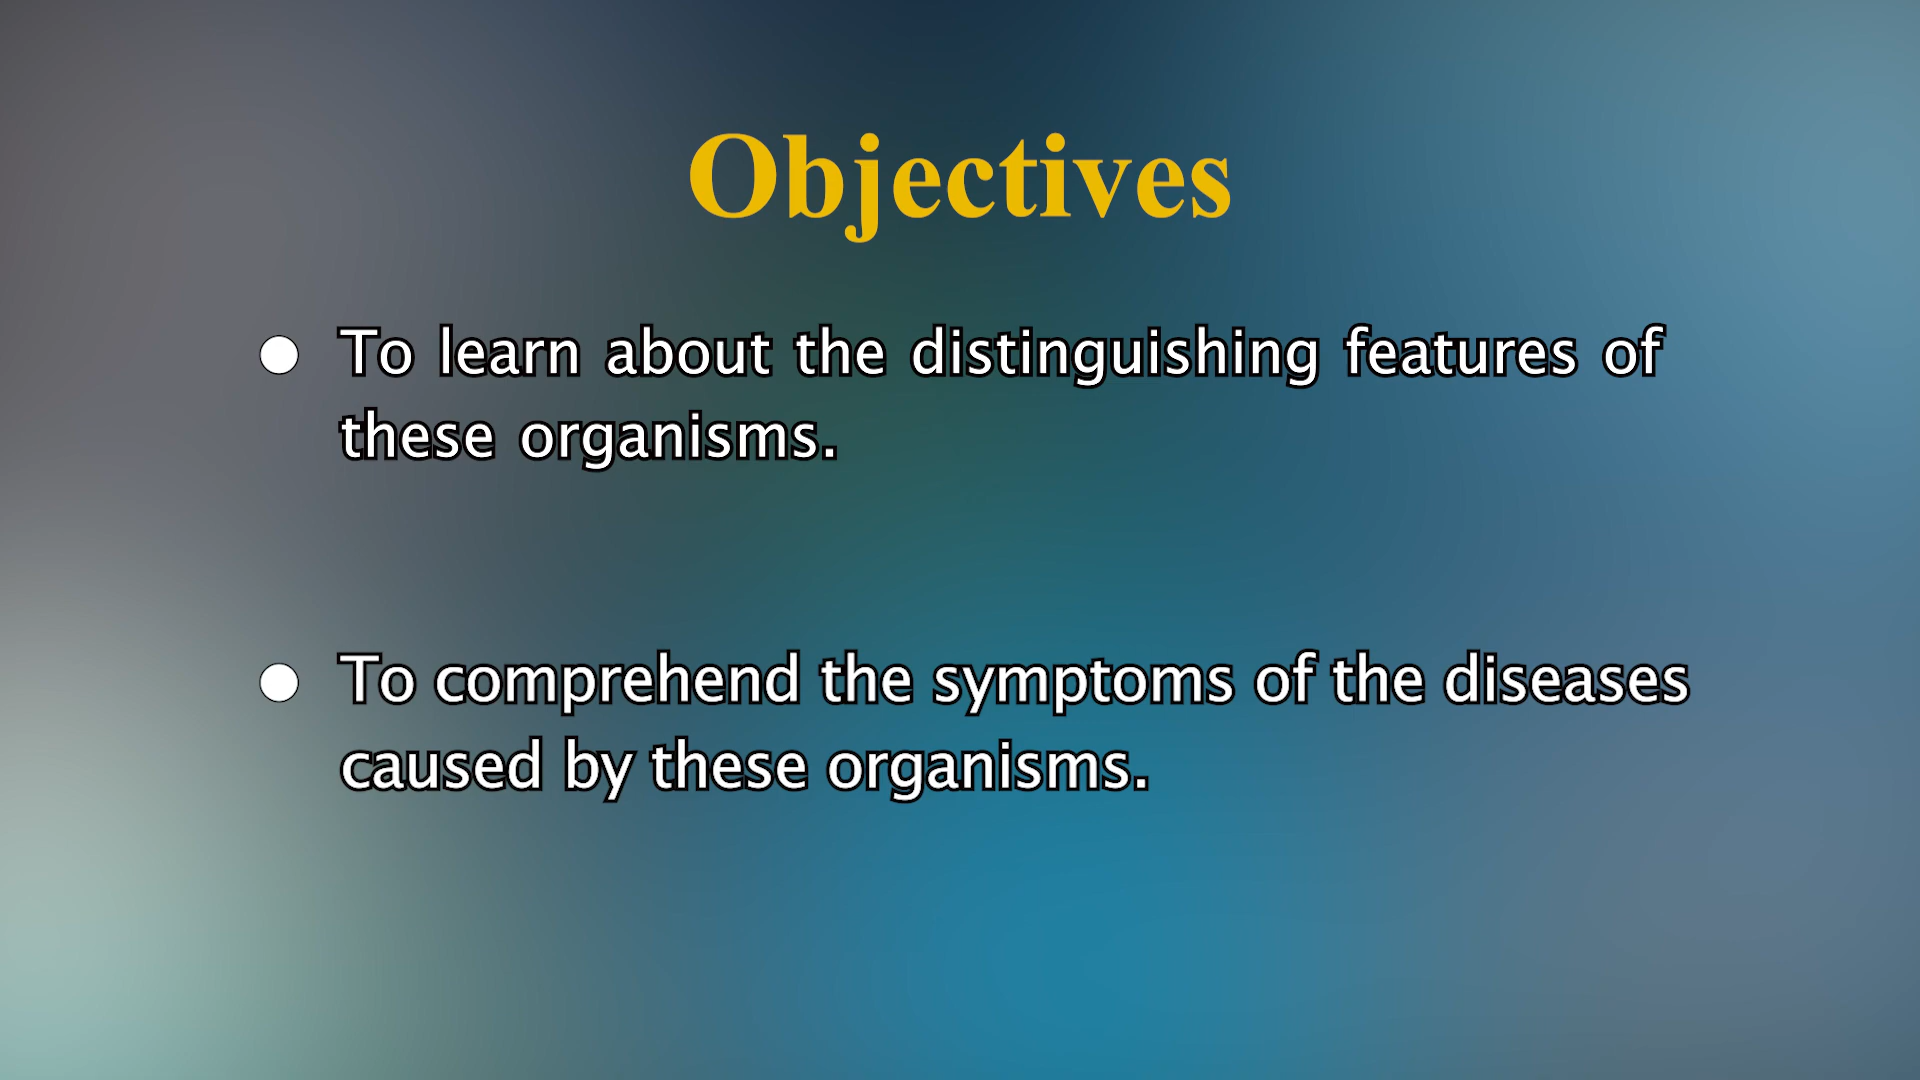 Objectives
● To learn about the distinguishing features of
these organisms.
● To comprehend the symptoms of the diseases
caused by these organisms.